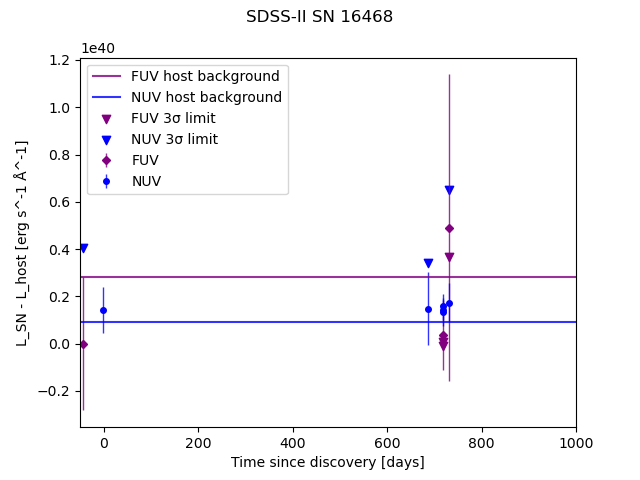 SDSS-II SN 16468
1e40
1.2
1.0
0.8
0.6
0.4
0.2
0.0
−0.2
L_SN - L_host [erg s^-1 Å^-1]
FUV host background
NUV host background
FUV 3σ limit
NUV 3σ limit
FUV
NUV
0
200
400
600
800
1000
Time since discovery [days]